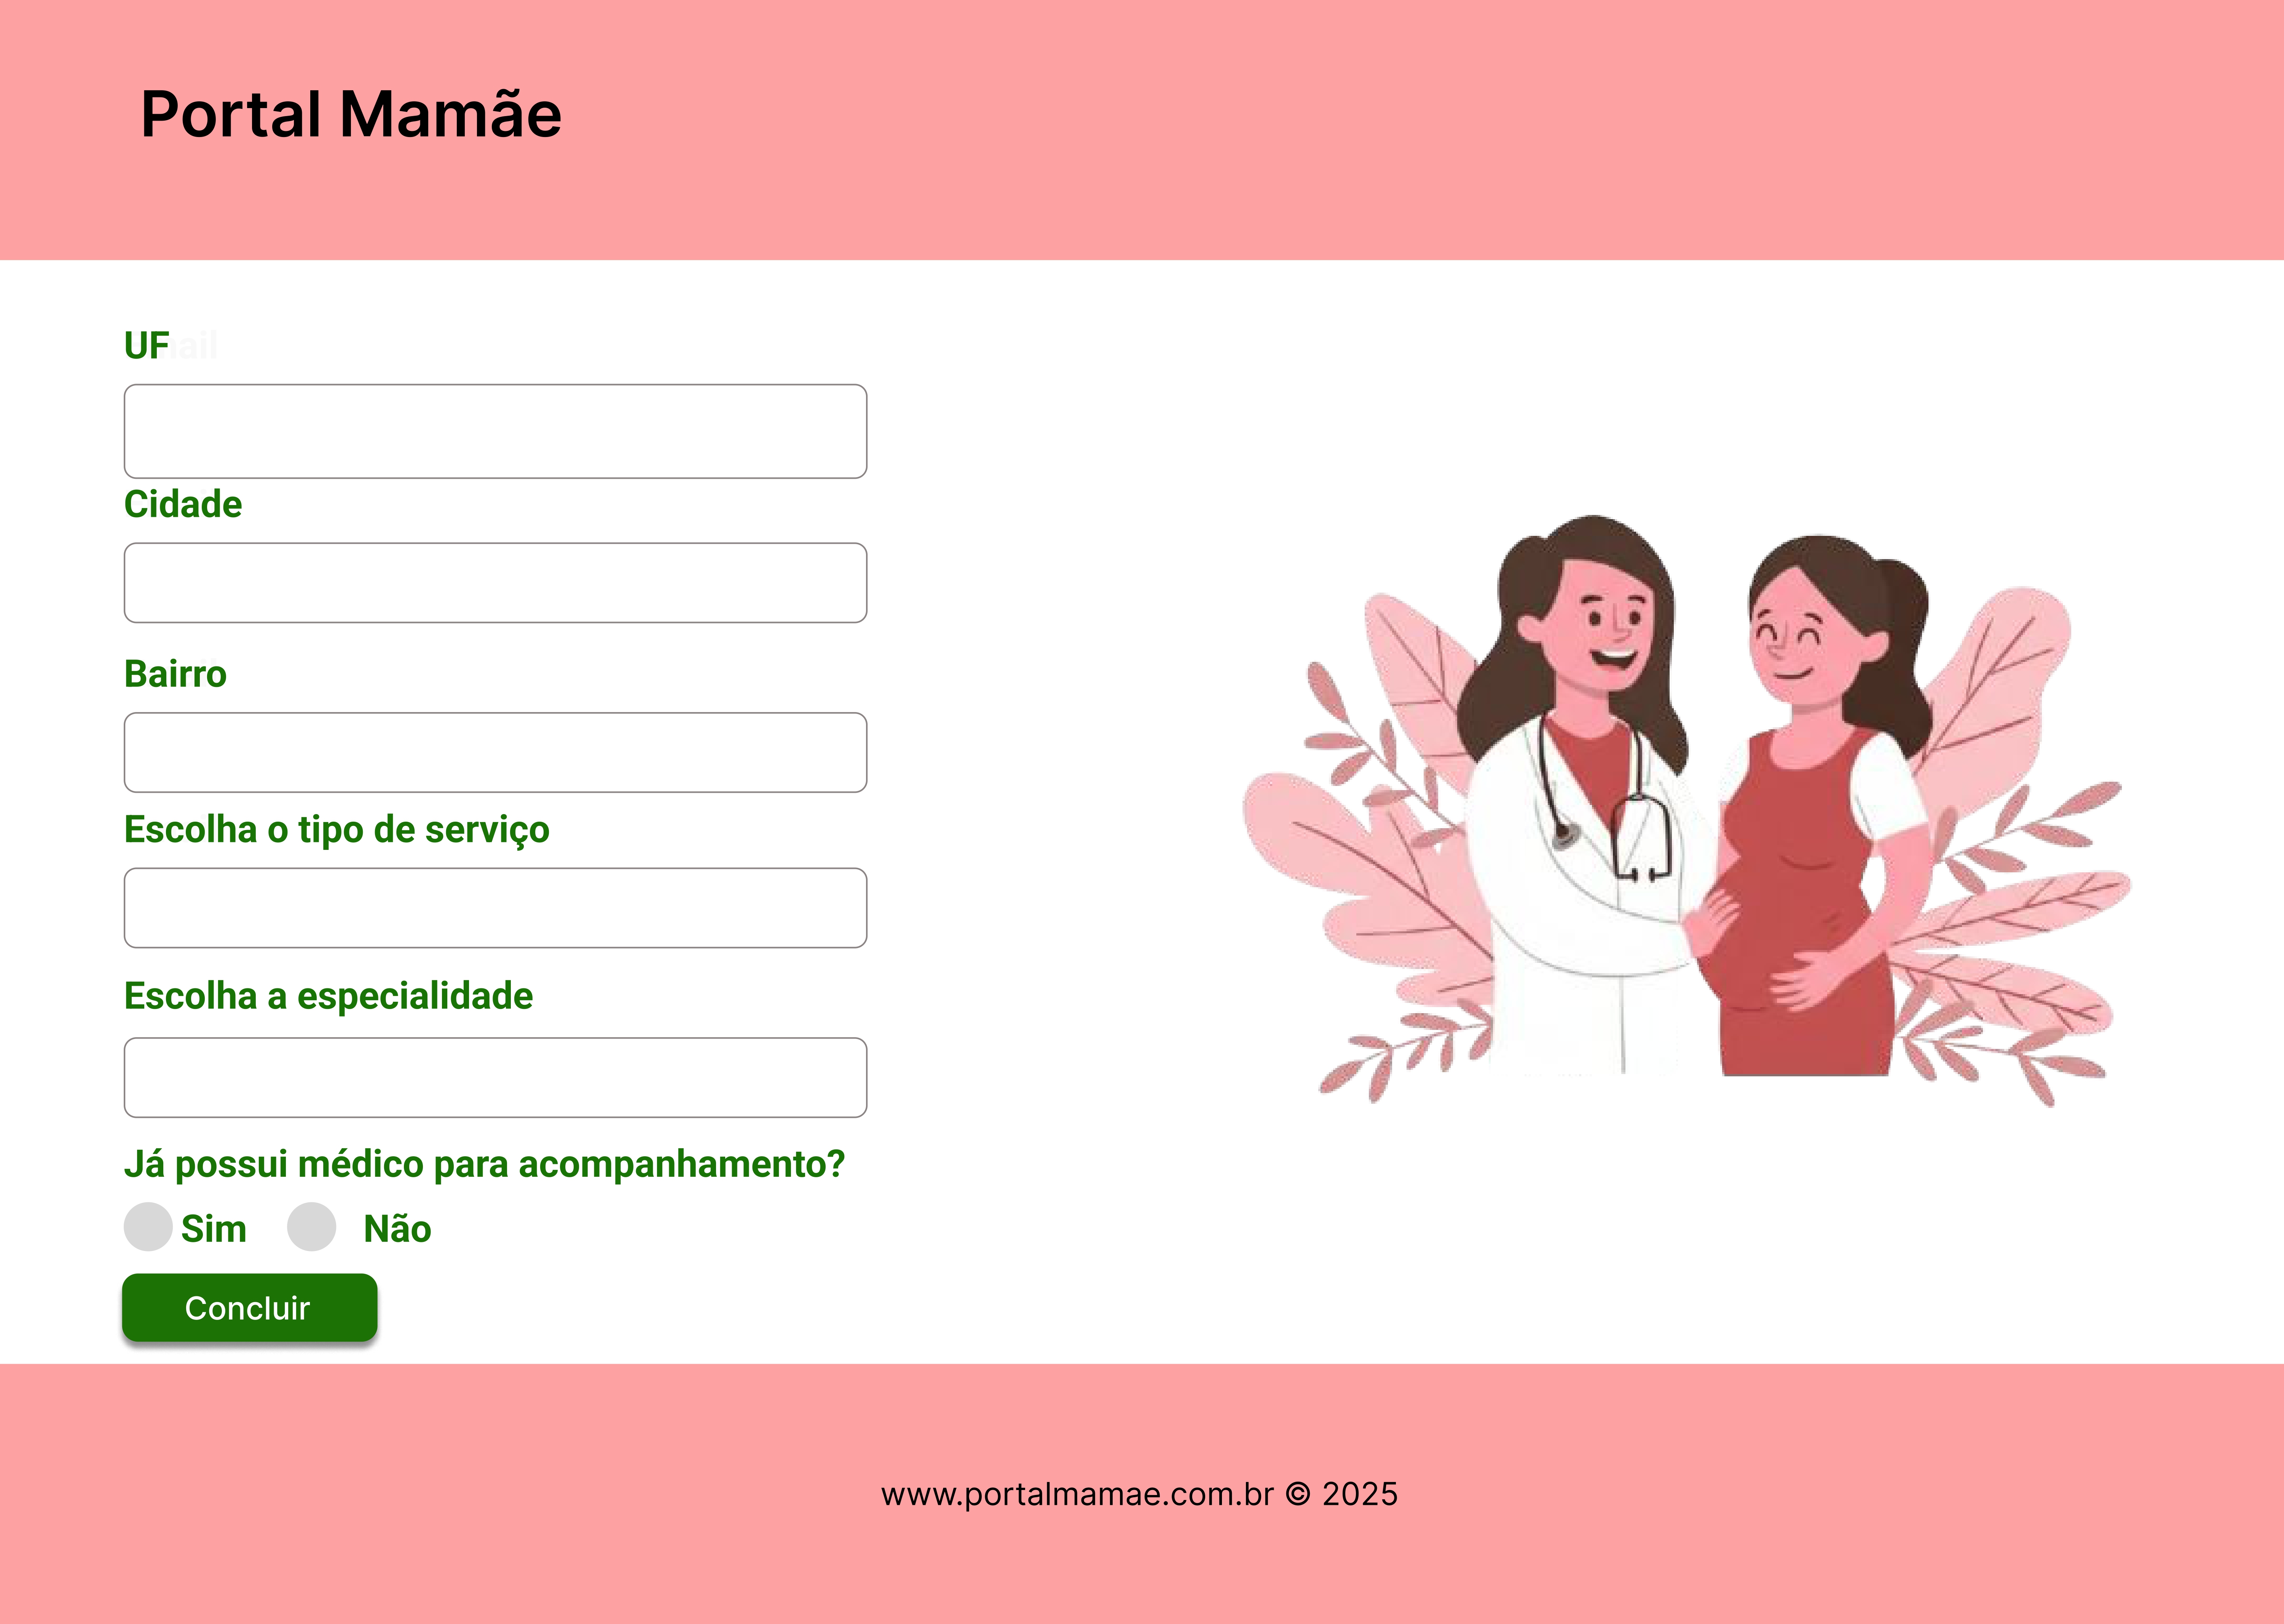 Portal Mamãe
UF
Cidade
Bairro
Escolha o tipo de serviço
Escolha a especialidade
Já possui médico para acompanhamento?
Sim Não
Concluir
www.portalmamae.com.br © 2025